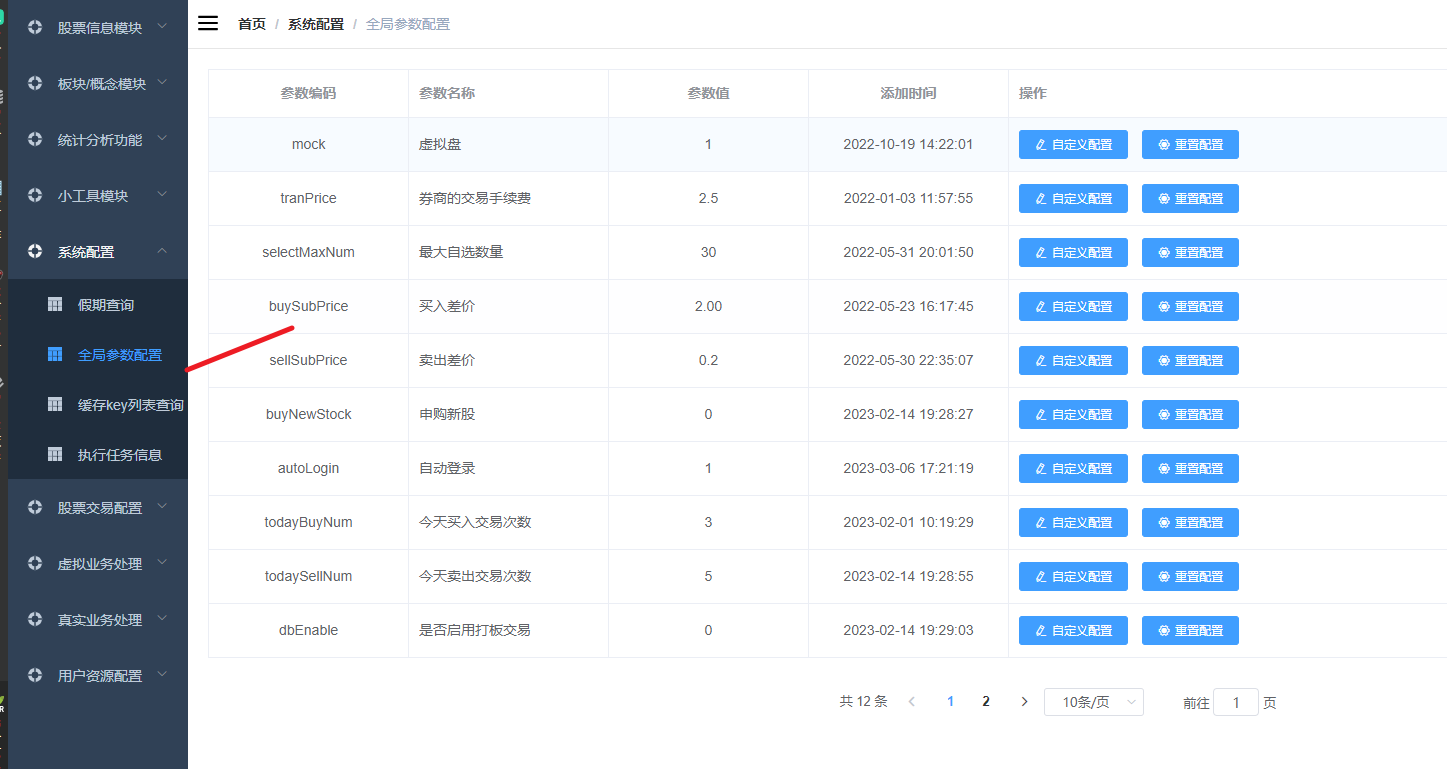 股票信息模块
板块/概念模块
统计分析功能
小工具模块
系统配置
假期查询
全局参数配置
缓存key列表查询
执行任务信息
股票交易配置
虚拟业务处理
真实业务处理
用户资源配置
首页 / 系统配置 / 全局参数配置
参数编码 参数名称 参数值 添加时间 操作
mock 虚拟盘 1 2022-10-19 14:22:01 自定义配置 重置配置
tranPrice 券商的交易手续费 2.5 2022-01-03 11:57:55 自定义配置 重置配置
selectMaxNum 最大自选数量 30 2022-05-31 20:01:50 自定义配置 重置配置
buySubPrice 买入差价 2.00 2022-05-23 16:17:45 自定义配置 重置配置
sellSubPrice 卖出差价 0.2 2022-05-30 22:35:07 自定义配置 重置配置
buyNewStock 申购新股 0 2023-02-14 19:28:27 自定义配置 重置配置
autoLogin 自动登录 1 2023-03-06 17:21:19 自定义配置 重置配置
todayBuyNum 今天买入交易次数 3 2023-02-01 10:19:29 自定义配置 重置配置
todaySellNum 今天卖出交易次数 5 2023-02-14 19:28:55 自定义配置 重置配置
dbEnable 是否启用打板交易 0 2023-02-14 19:29:03 自定义配置 重置配置
共 12 条 1 2 10条/页 前往 1 页